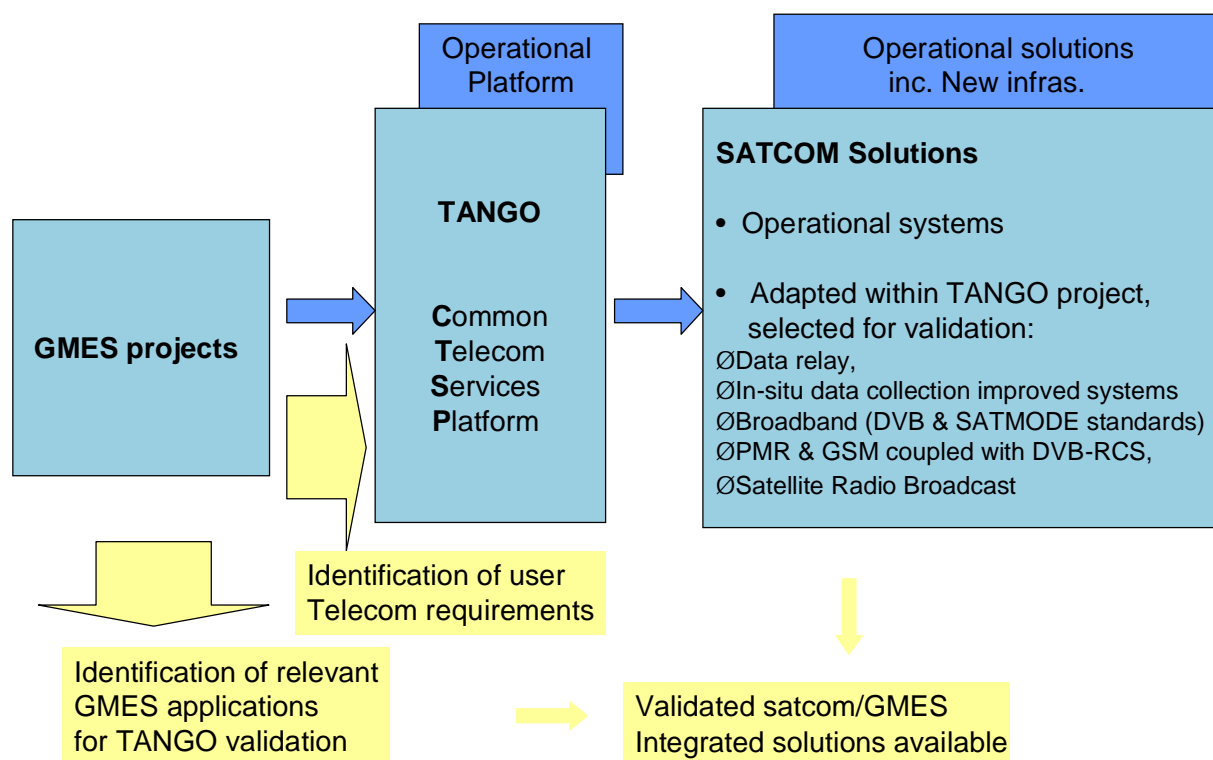 Operational
Platform
Operational solutions
inc. New infras.
GMES projects
TANGO
Common
Telecom
Services
Platform
SATCOM Solutions
• Operational systems
• Adapted within TANGO project,
selected for validation:
ØData relay,
ØIn-situ data collection improved systems
ØBroadband (DVB & SATMODE standards)
ØPMR & GSM coupled with DVB-RCS,
ØSatellite Radio Broadcast
Identification of user
Telecom requirements
Identification of relevant
GMES applications
for TANGO validation
Validated satcom/GMES
Integrated solutions available